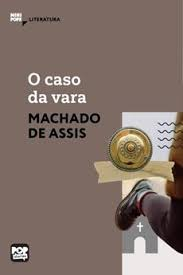 MINI
POP
LITERATURA
O caso
da vara
MACHADO
DE ASSIS
POP